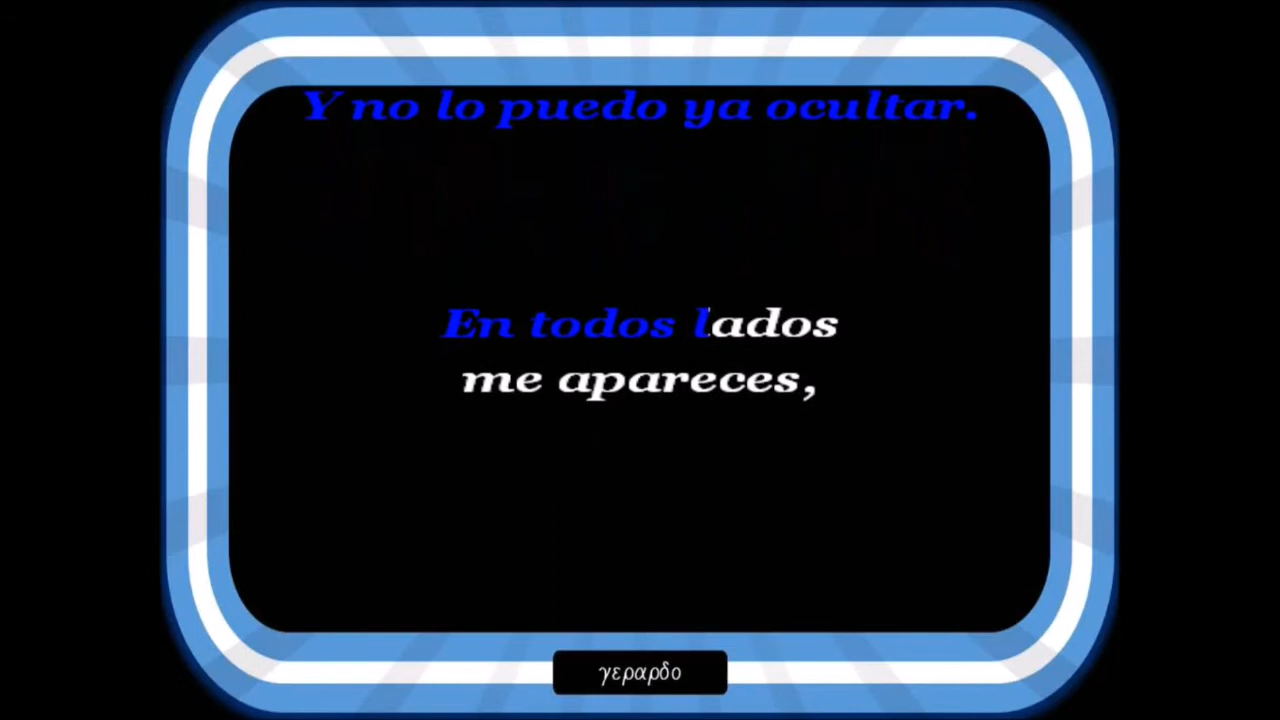 Y no lo puedo ya ocultar.
En todos lados
me apareces,
γεραρδο